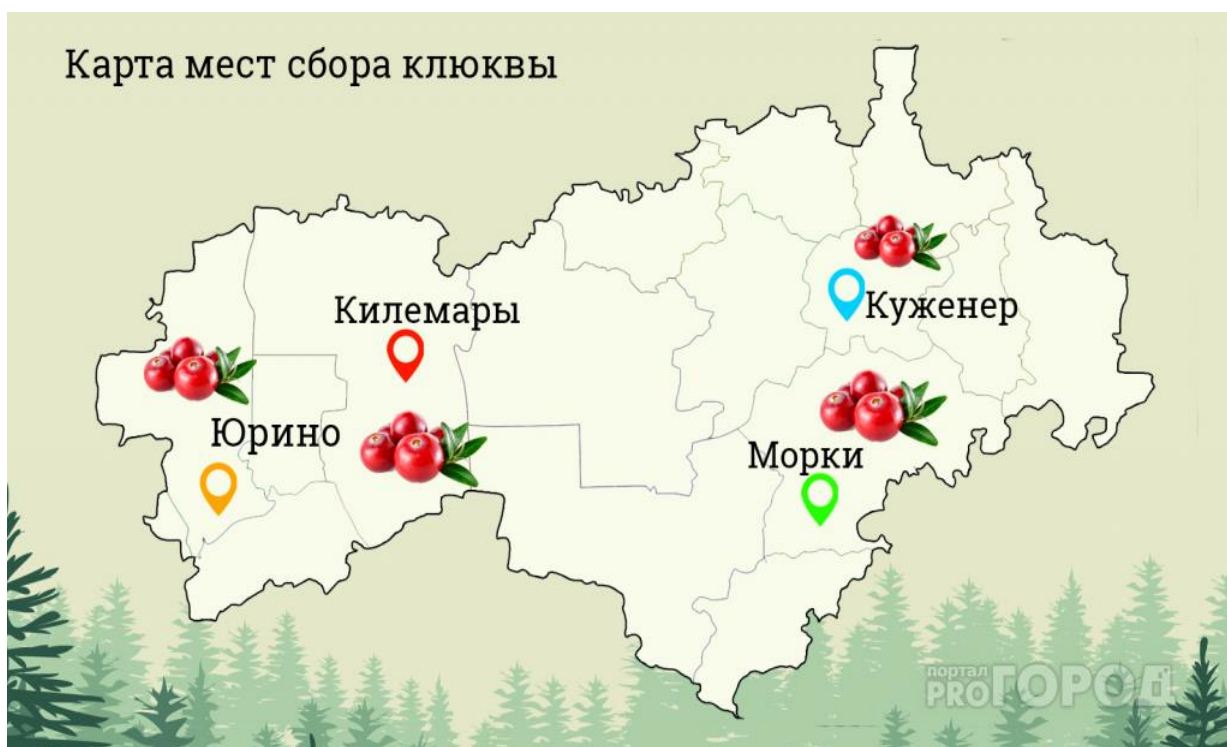 Карта мест сбора клюквы
Килемары
Куженер
Юрино
Морки
портал
PROГОРОД